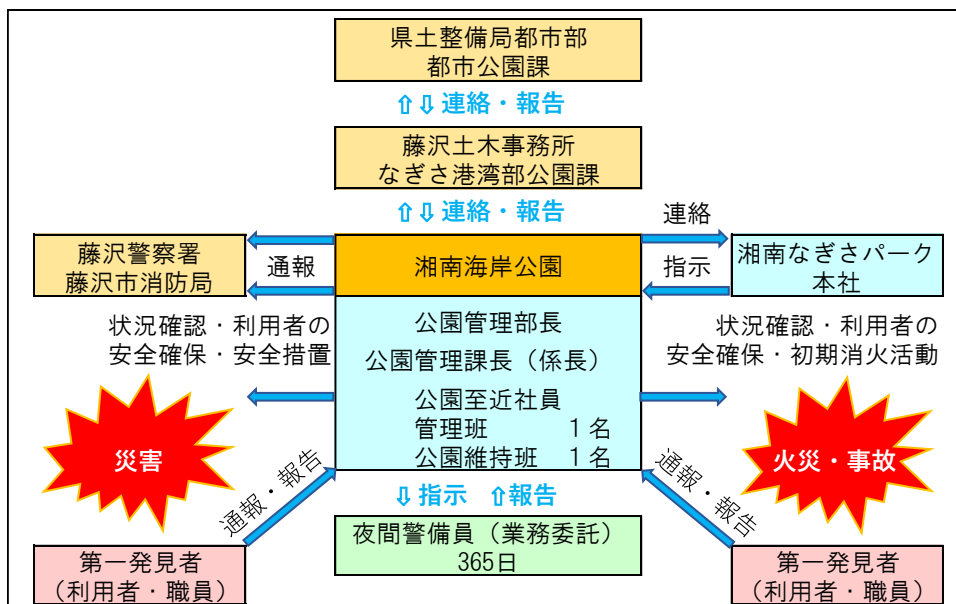 県土整備局都市部
都市公園課
⇧⇩連絡・報告
藤沢土木事務所
なぎさ港湾部公園課
⇧⇩連絡・報告
連絡
藤沢警察署
藤沢市消防局
通報
湘南海岸公園
指示
湘南なぎさパーク
本社
状況確認・利用者の
安全確保・安全措置
公園管理部長
公園管理課長（係長）
公園至近社員
管理班　　　1名
公園維持班　1名
状況確認・利用者の
安全確保・初期消火活動
災害
火災・事故
通報・報告
通報・報告
⇩指示　⇧報告
夜間警備員（業務委託）
365日
第一発見者
（利用者・職員）
第一発見者
（利用者・職員）